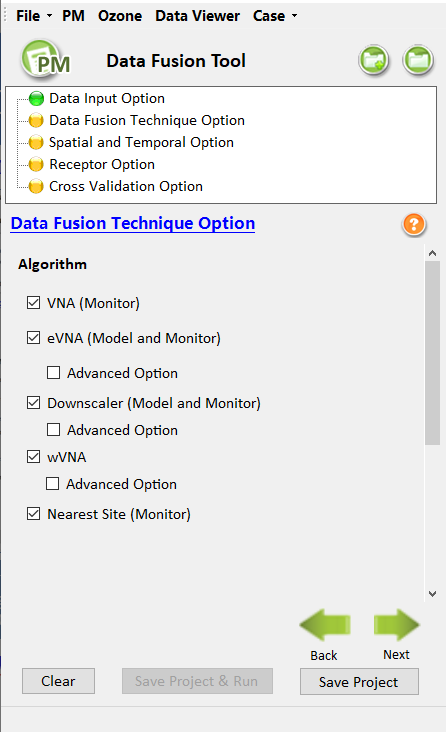 File PM Ozone Data Viewer Case
PM Data Fusion Tool
Data Input Option
Data Fusion Technique Option
Spatial and Temporal Option
Receptor Option
Cross Validation Option
Data Fusion Technique Option ?
Algorithm
VNA (Monitor)
eVNA (Model and Monitor)
Advanced Option
Downscaler (Model and Monitor)
Advanced Option
wVNA
Advanced Option
Nearest Site (Monitor)
Back Next
Clear Save Project & Run Save Project